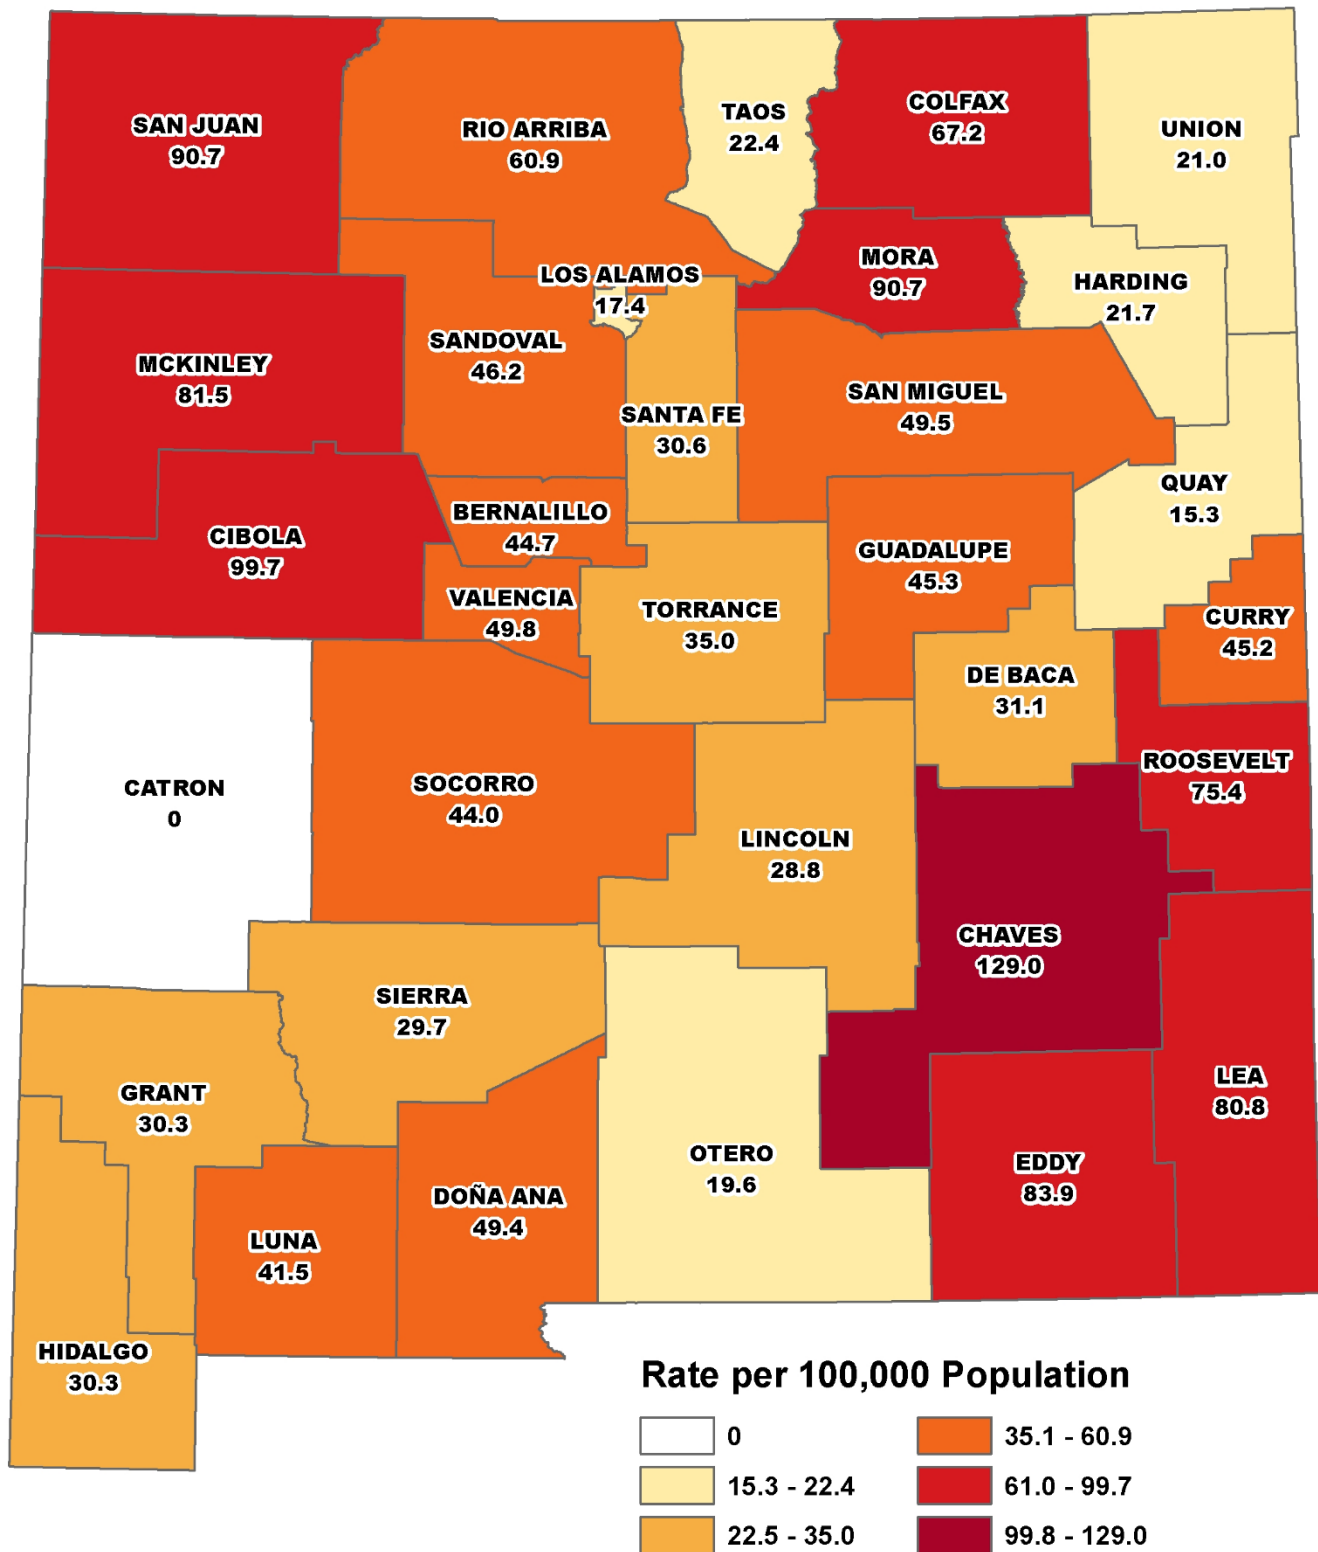 SAN JUAN
90.7
RIO ARRIBA
60.9
TAOS
22.4
COLFAX
67.2
UNION
21.0
LOS ALAMOS
17.4
MORA
90.7
HARDING
21.7
MCKINLEY
81.5
SANDOVAL
46.2
SANTA FE
30.6
SAN MIGUEL
49.5
QUAY
15.3
CIBOLA
99.7
BERNALILLO
44.7
VALENCIA
49.8
TORRANCE
35.0
GUADALUPE
45.3
CURRY
45.2
DE BACA
31.1
ROOSEVELT
75.4
CATRON
0
SOCORRO
44.0
LINCOLN
28.8
CHAVES
129.0
SIERRA
29.7
GRANT
30.3
LEA
80.8
OTERO
19.6
EDDY
83.9
DOÑA ANA
49.4
LUNA
41.5
HIDALGO
30.3
Rate per 100,000 Population
0
15.3 - 22.4
22.5 - 35.0
35.1 - 60.9
61.0 - 99.7
99.8 - 129.0